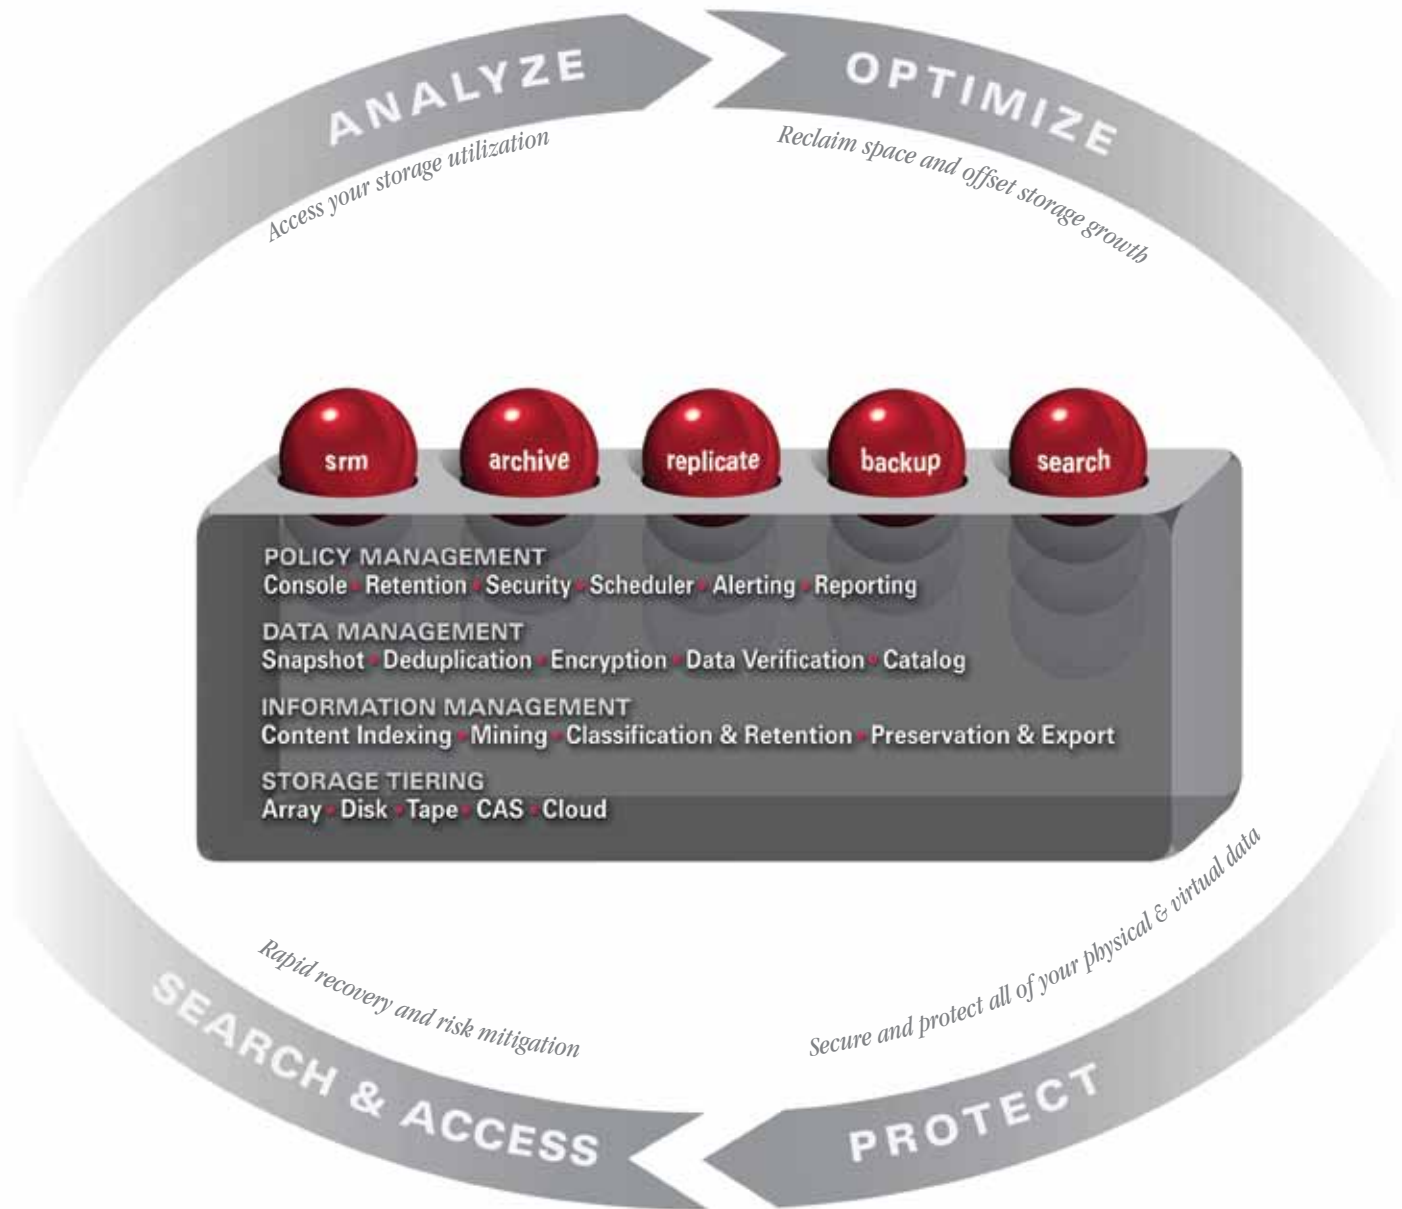 ANALYZE
OPTIMIZE
Access your storage utilization
Reclaim space and offset storage growth
srm
archive
replicate
backup
search
POLICY MANAGEMENT
Console • Retention • Security • Scheduler • Alerting • Reporting
DATA MANAGEMENT
Snapshot • Deduplication • Encryption • Data Verification • Catalog
INFORMATION MANAGEMENT
Content Indexing • Mining • Classification & Retention • Preservation & Export
STORAGE TIERING
Array • Disk • Tape • CAS • Cloud
Rapid recovery and risk mitigation
Secure and protect all of your physical & virtual data
SEARCH & ACCESS
PROTECT